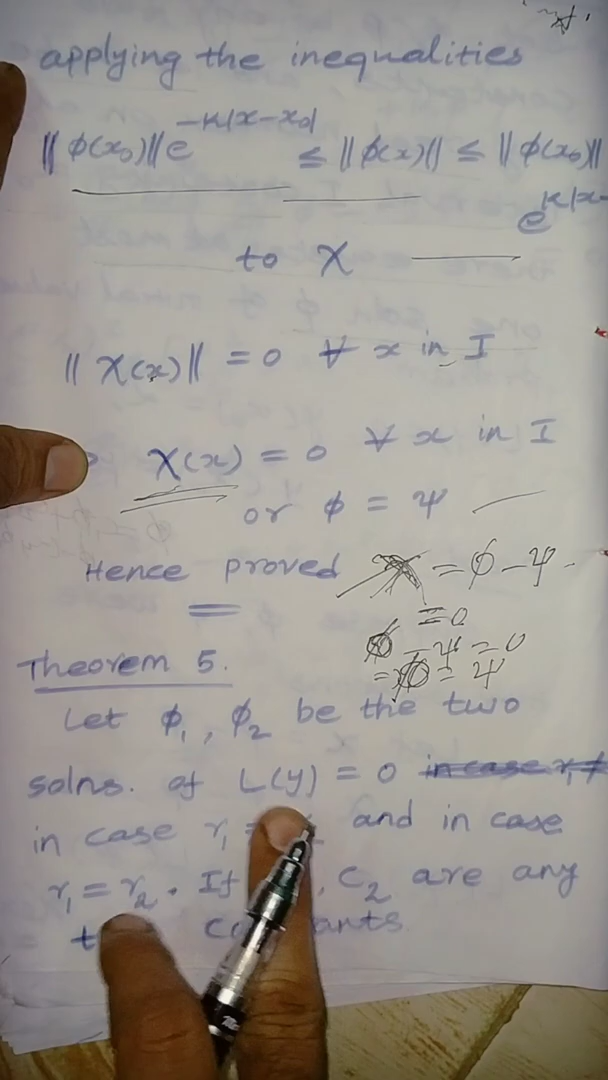 applying the inequalities
||φ(x₀)||e^-k|x-x₀| ≤ ||φ(x)|| ≤ ||φ(x₀)||
e^k|x-
to χ
||χ(x)|| = 0 ∀ x in I
χ(x) = 0 ∀ x in I
or φ = ψ
Hence proved
= φ - ψ
= 0
φ - ψ = 0
= φ = ψ
Theorem 5.
Let φ₁, φ₂ be the two
solns. of L(y) = 0 in case r₁ ≠
in case r₁ and in case
r₁ = r₂. If , c₂ are any